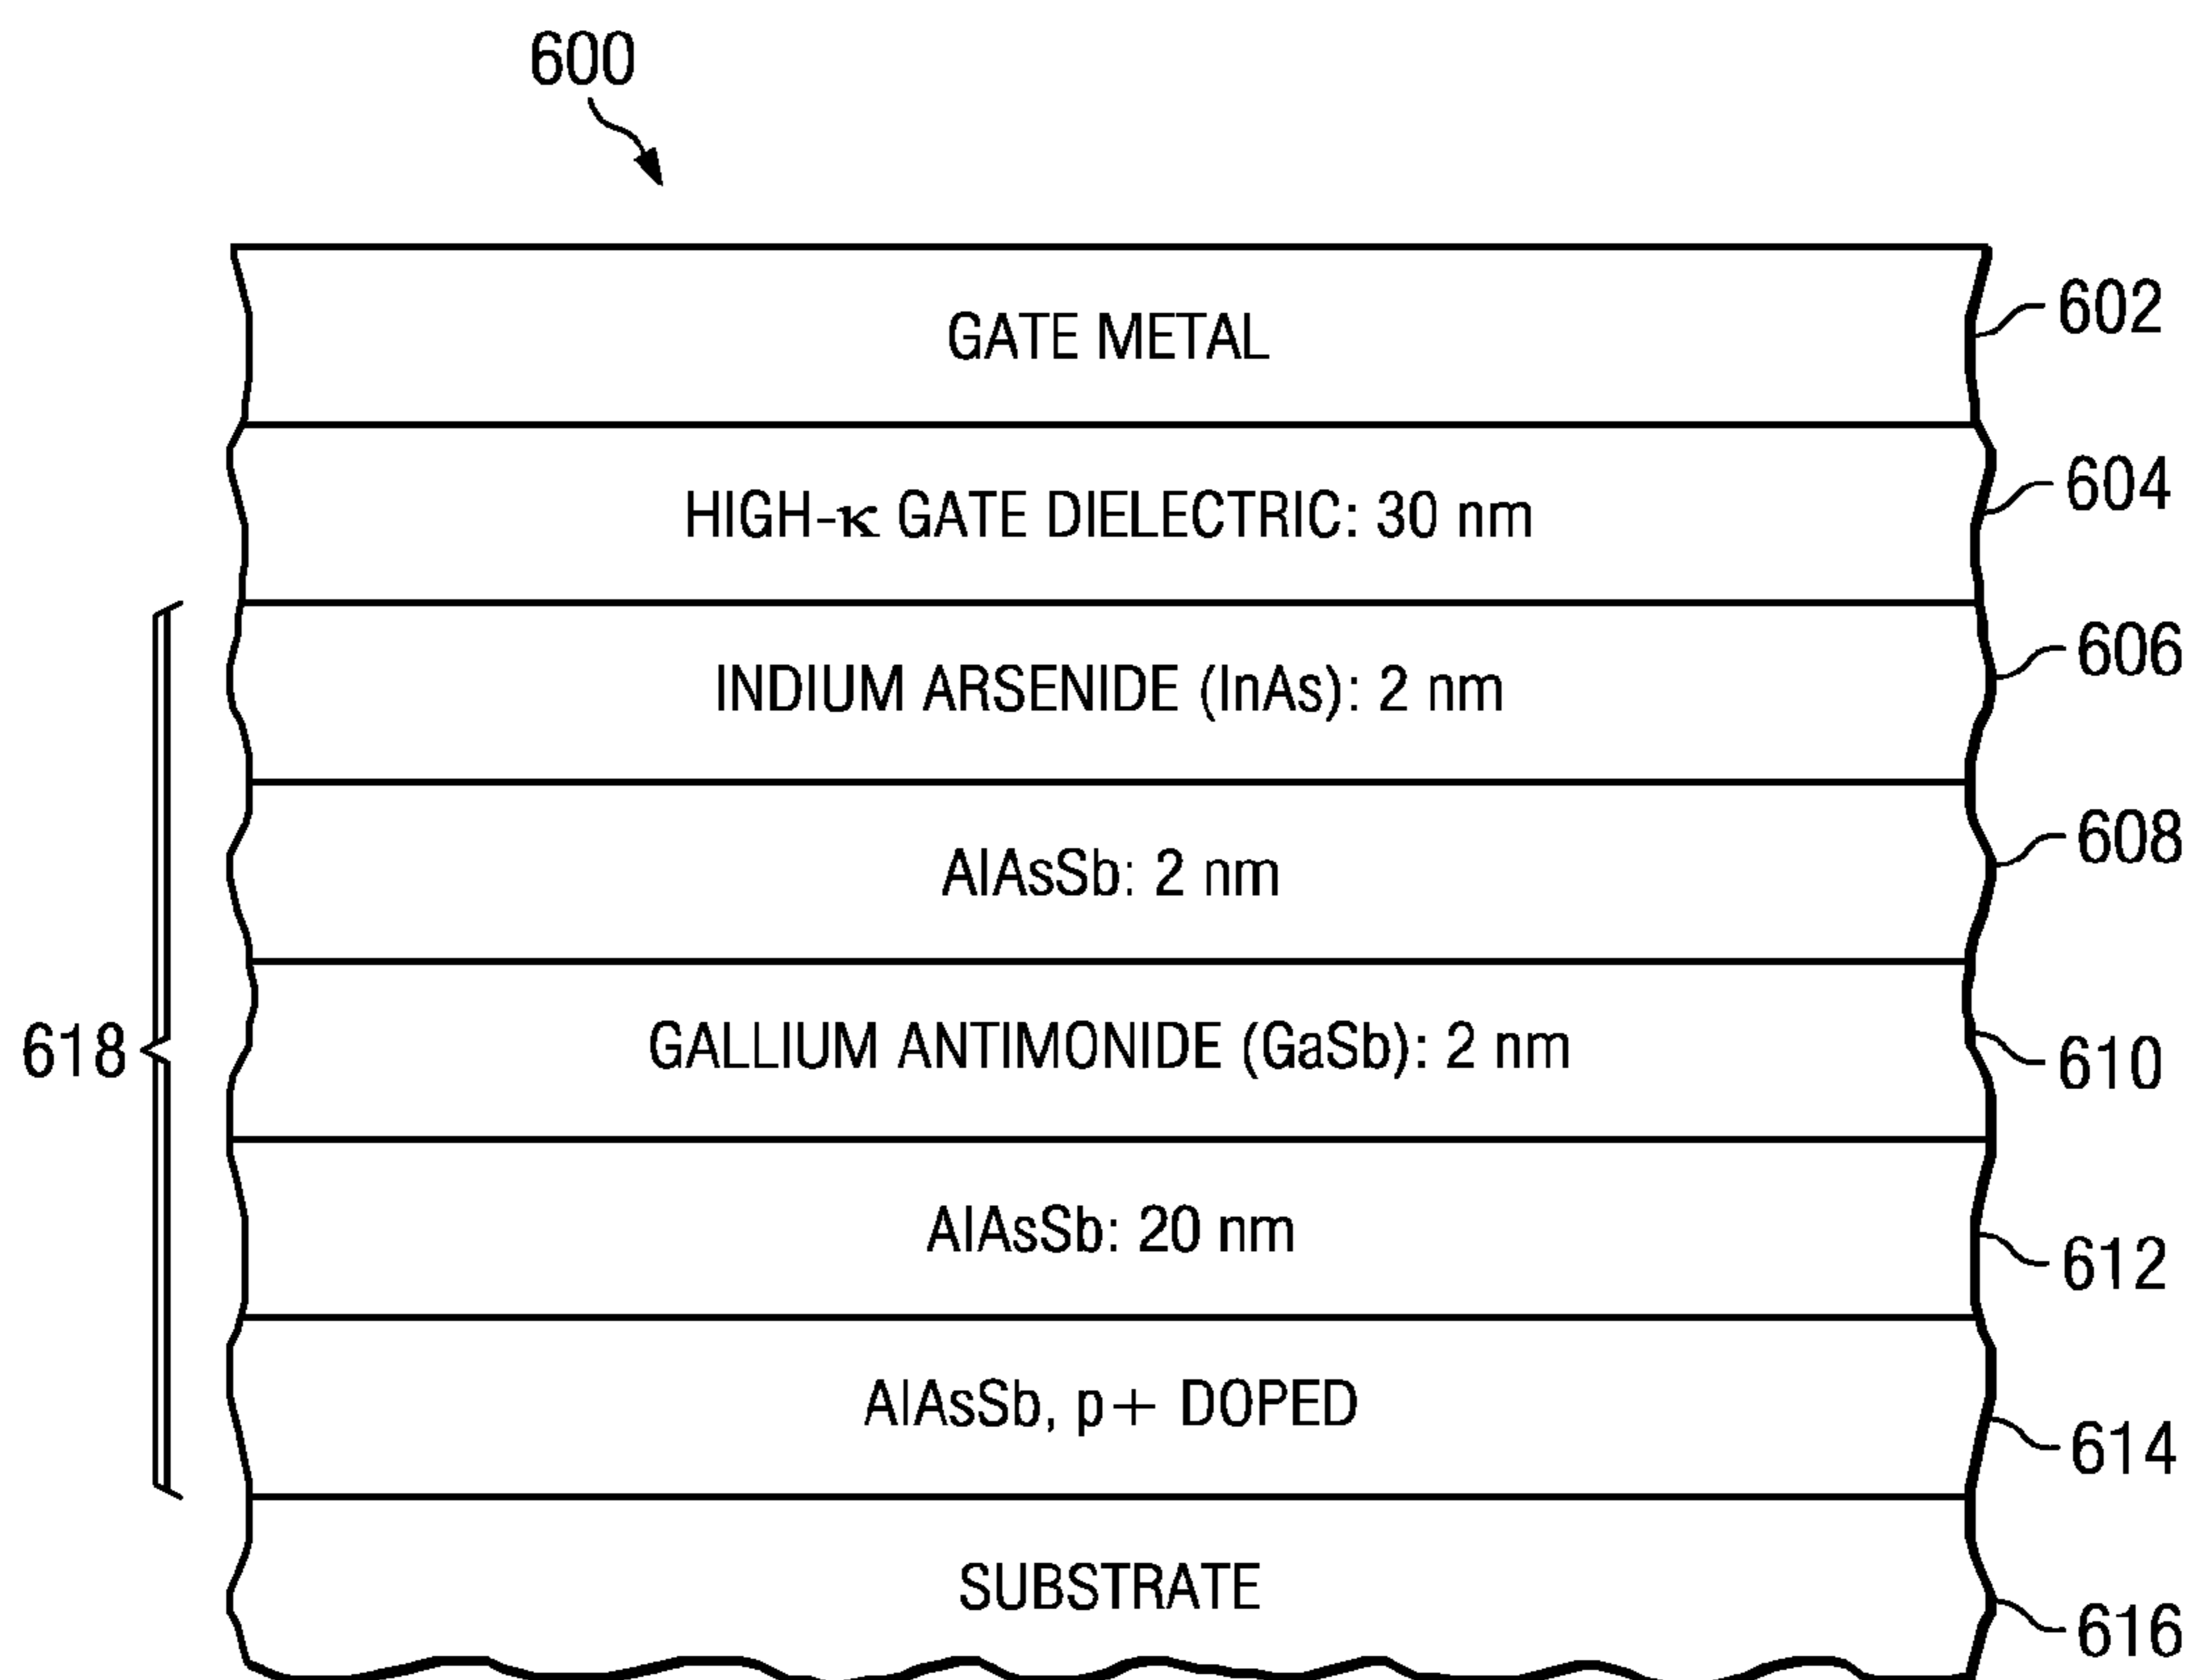 600
GATE METAL
602
HIGH-κ GATE DIELECTRIC: 30 nm
604
INDIUM ARSENIDE (InAs): 2 nm
606
AlAsSb: 2 nm
608
618
GALLIUM ANTIMONIDE (GaSb): 2 nm
610
AlAsSb: 20 nm
612
AlAsSb, p+ DOPED
614
SUBSTRATE
616